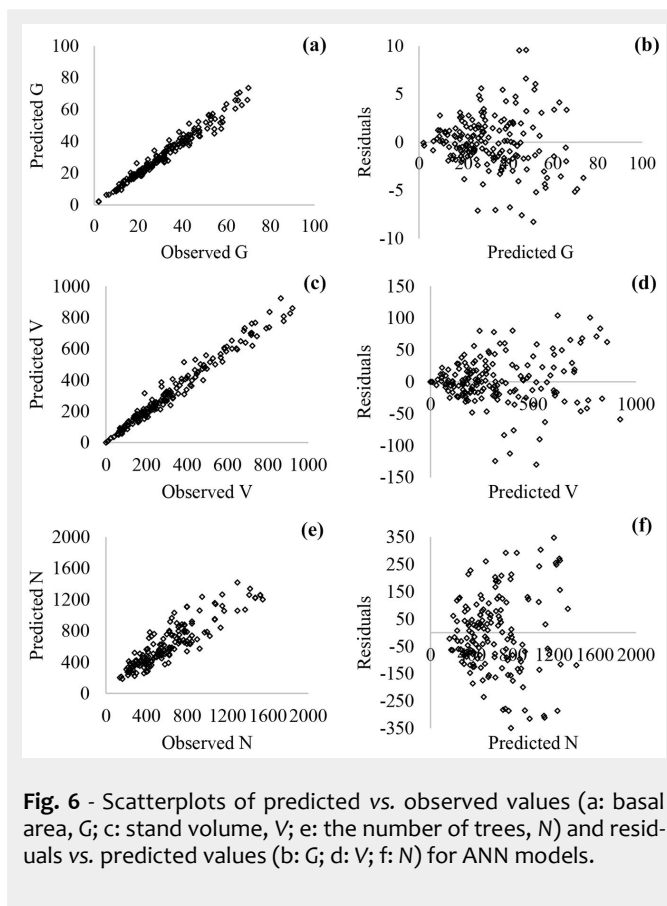 (a)
Predicted G
100
80
60
40
20
0
0 20 40 60 80 100
Observed G
(b)
Residuals
10
5
0
-5
-10
0 20 40 60 80 100
Predicted G
(c)
Predicted V
1000
800
600
400
200
0
0 200 400 600 800 1000
Observed V
(d)
Residuals
150
100
50
0
-50
-100
-150
0 500 1000
Predicted V
(e)
Predicted N
2000
1600
1200
800
400
0
0 400 800 1200 1600 2000
Observed N
(f)
Residuals
350
250
150
50
-50
-150
-250
-350
0 400 800 1200 1600 2000
Predicted N
Fig. 6 - Scatterplots of predicted vs. observed values (a: basal
area, G; c: stand volume, V; e: the number of trees, N) and resid-
uals vs. predicted values (b: G; d: V; f: N) for ANN models.